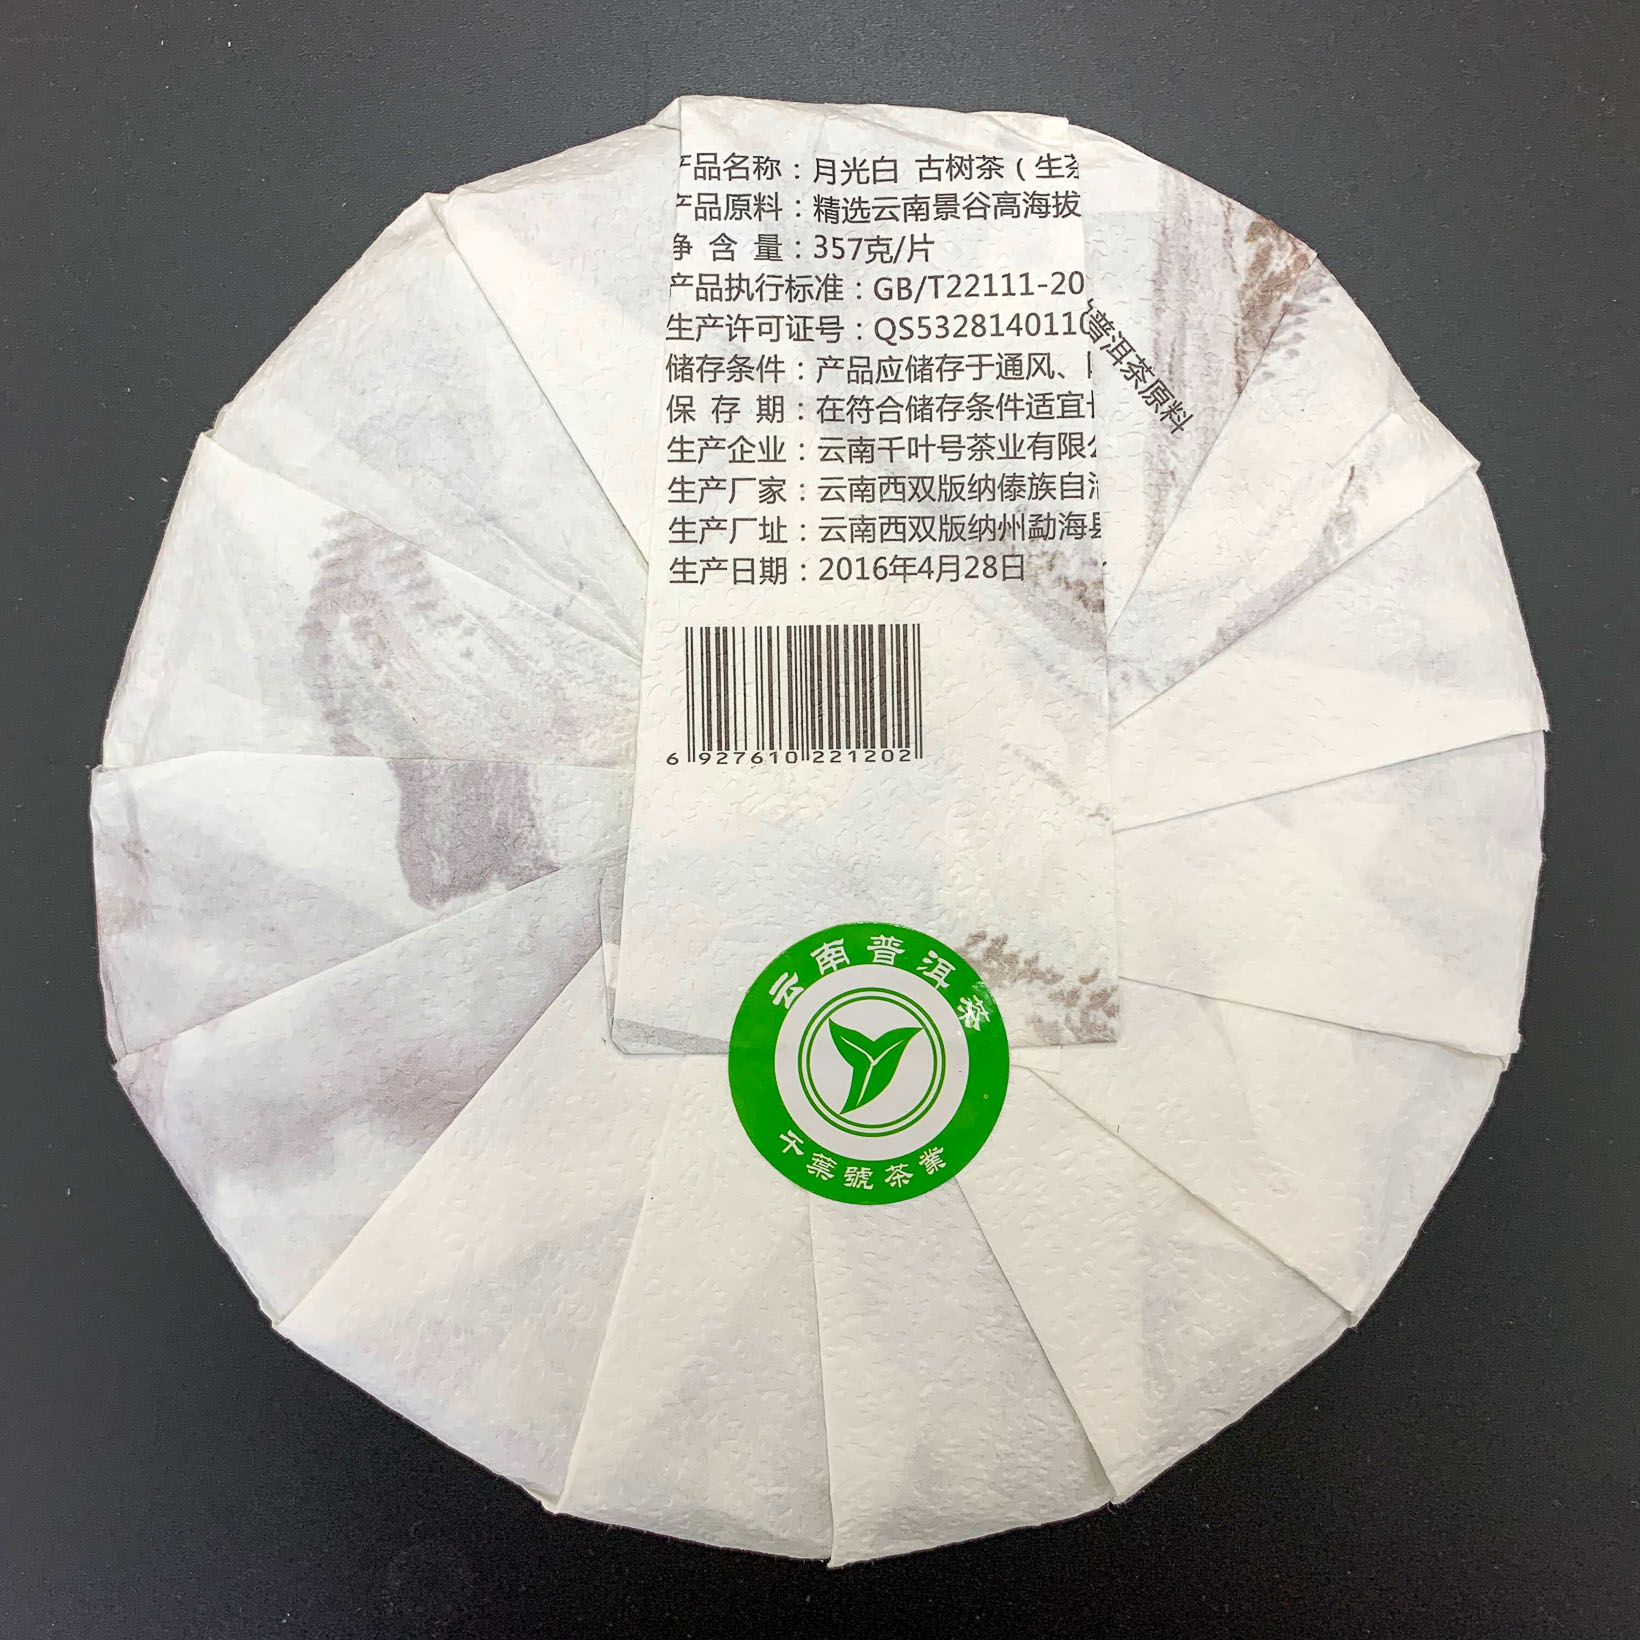 产品名称：月光白 古树茶（生茶
产品原料：精选云南景谷高海拔
净 含 量：357克/片
产品执行标准：GB/T22111-20
生产许可证号：QS5328140110
储存条件：产品应储存于通风、
保 存 期：在符合储存条件适宜
生产企业：云南千叶号茶业有限公
生产厂家：云南西双版纳傣族自治
生产厂址：云南西双版纳州勐海县
生产日期：2016年4月28日
普洱茶原料
6 927610 221202
云南普洱茶
千葉號茶業